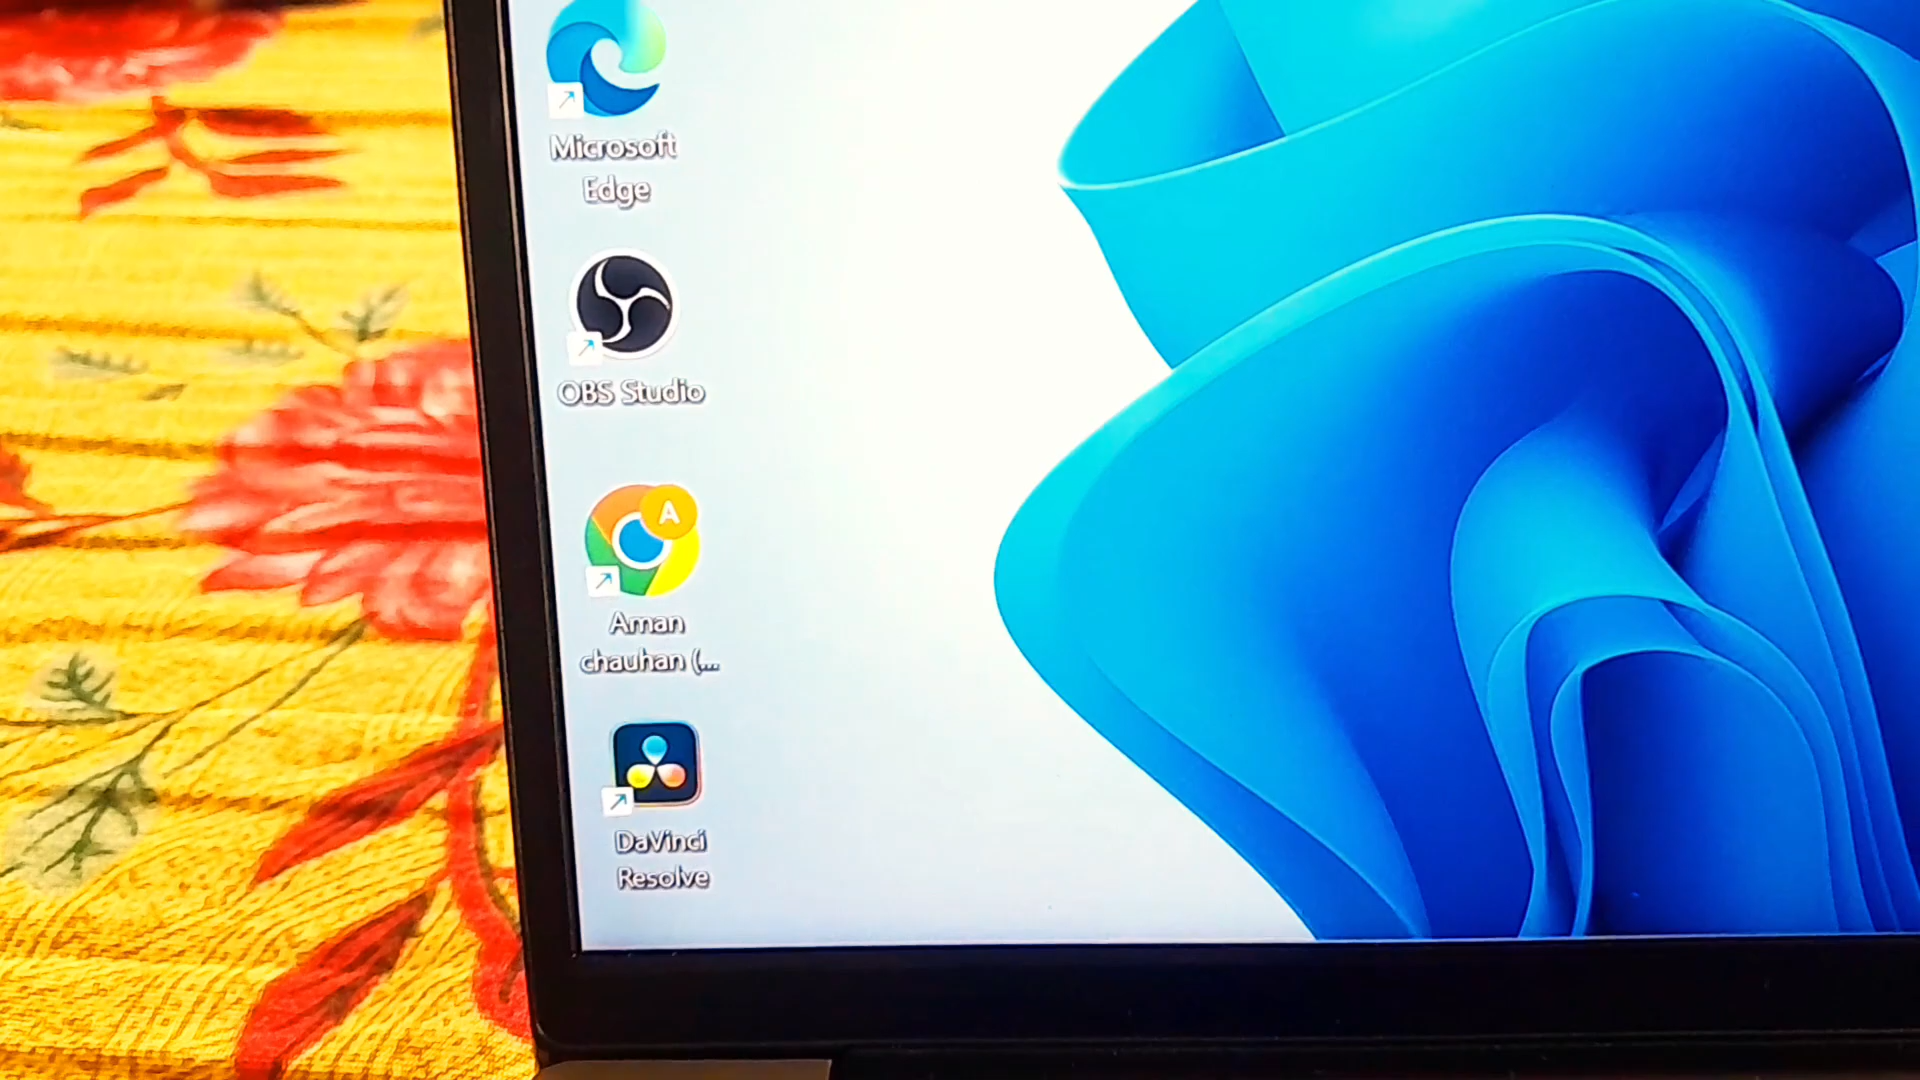 Microsoft
Edge
OBS Studio
A
Aman
chauhan (...
DaVinci
Resolve